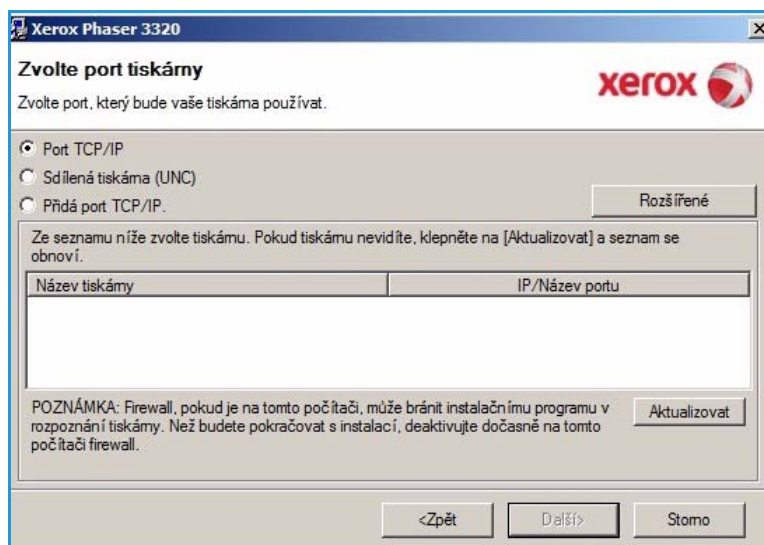 Xerox Phaser 3320
Zvolte port tiskárny
Zvolte port, který bude vaše tiskárna používat.
xerox
Port TCP/IP
Sdílená tiskárna (UNC)
Přidá port TCP/IP.
Rozšířené
Ze seznamu níže zvolte tiskárnu. Pokud tiskárnu nevidíte, klepněte na [Aktualizovat] a seznam se
obnoví.
Název tiskárny
IP/Název portu
POZNÁMKA: Firewall, pokud je na tomto počítači, může bránit instalačnímu programu v
rozpoznání tiskárny. Než budete pokračovat s instalací, deaktivujte dočasně na tomto
počítači firewall.
Aktualizovat
<Zpět
Další>
Storno